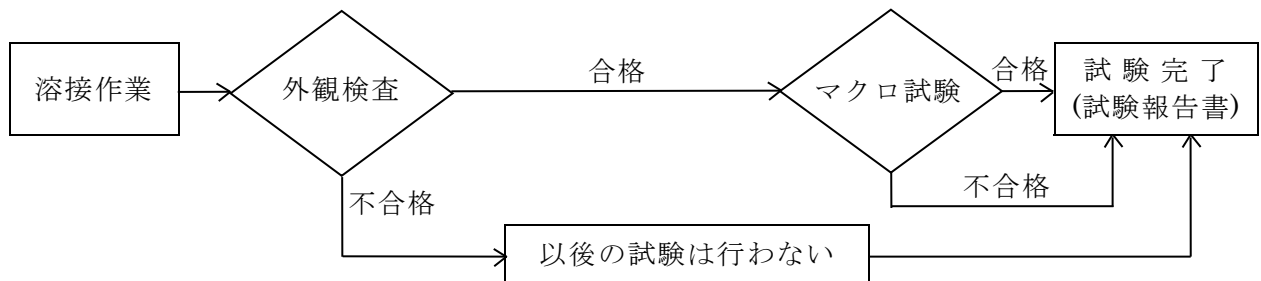 溶接作業
外観検査
合格
マクロ試験
合格
試験完了
(試験報告書)
不合格
不合格
以後の試験は行わない